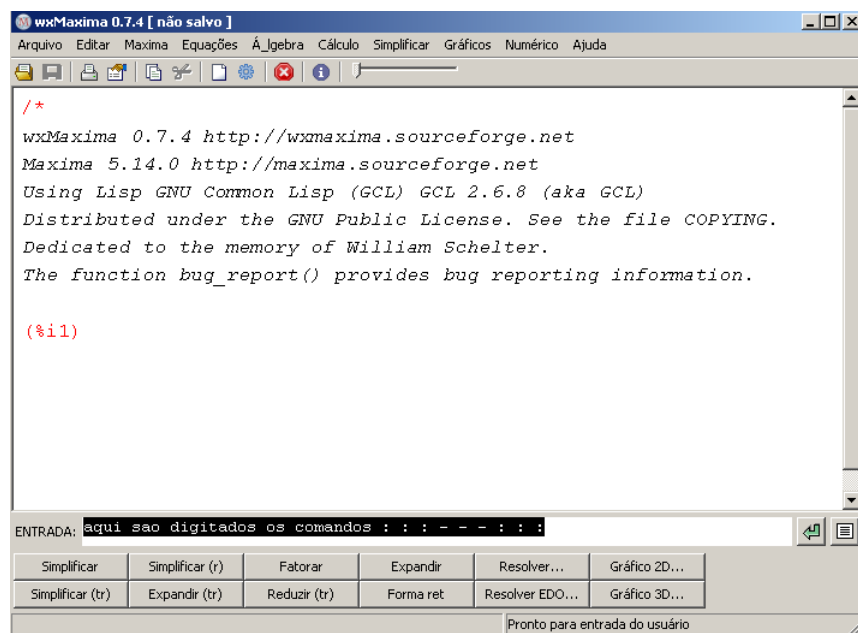 wxMaxima 0.7.4 [ não salvo ]
Arquivo Editar Maxima Equações Á_lgebra Cálculo Simplificar Gráficos Numérico Ajuda
/*
wxMaxima 0.7.4 http://wxmaxima.sourceforge.net
Maxima 5.14.0 http://maxima.sourceforge.net
Using Lisp GNU Common Lisp (GCL) GCL 2.6.8 (aka GCL)
Distributed under the GNU Public License. See the file COPYING.
Dedicated to the memory of William Schelter.
The function bug_report() provides bug reporting information.
(%i1)
ENTRADA: aqui sao digitados os comandos : : : - - - : : :
Simplificar Simplificar (r) Fatorar Expandir Resolver... Gráfico 2D...
Simplificar (tr) Expandir (tr) Reduzir (tr) Forma ret Resolver EDO... Gráfico 3D...
Pronto para entrada do usuário